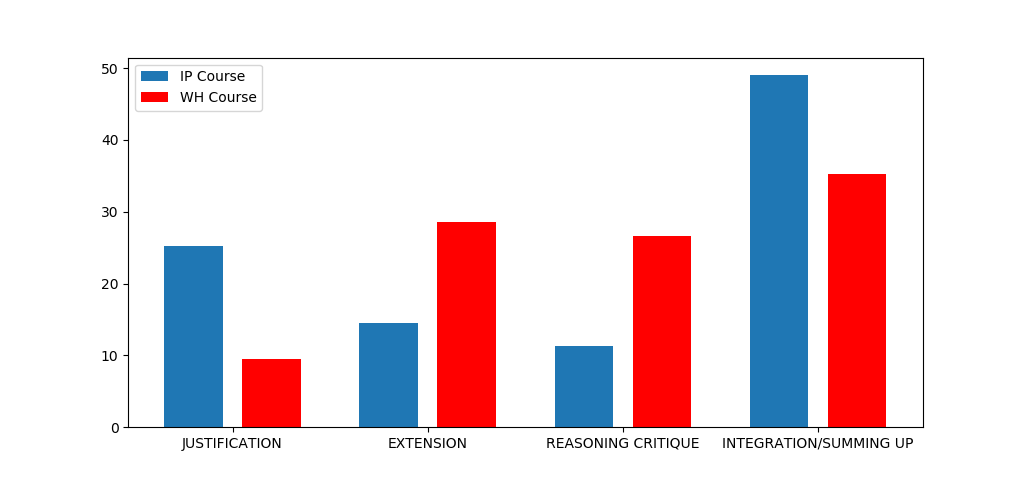 IP Course
WH Course
50
40
30
20
10
0
JUSTIFICATION
EXTENSION
REASONING CRITIQUE
INTEGRATION/SUMMING UP